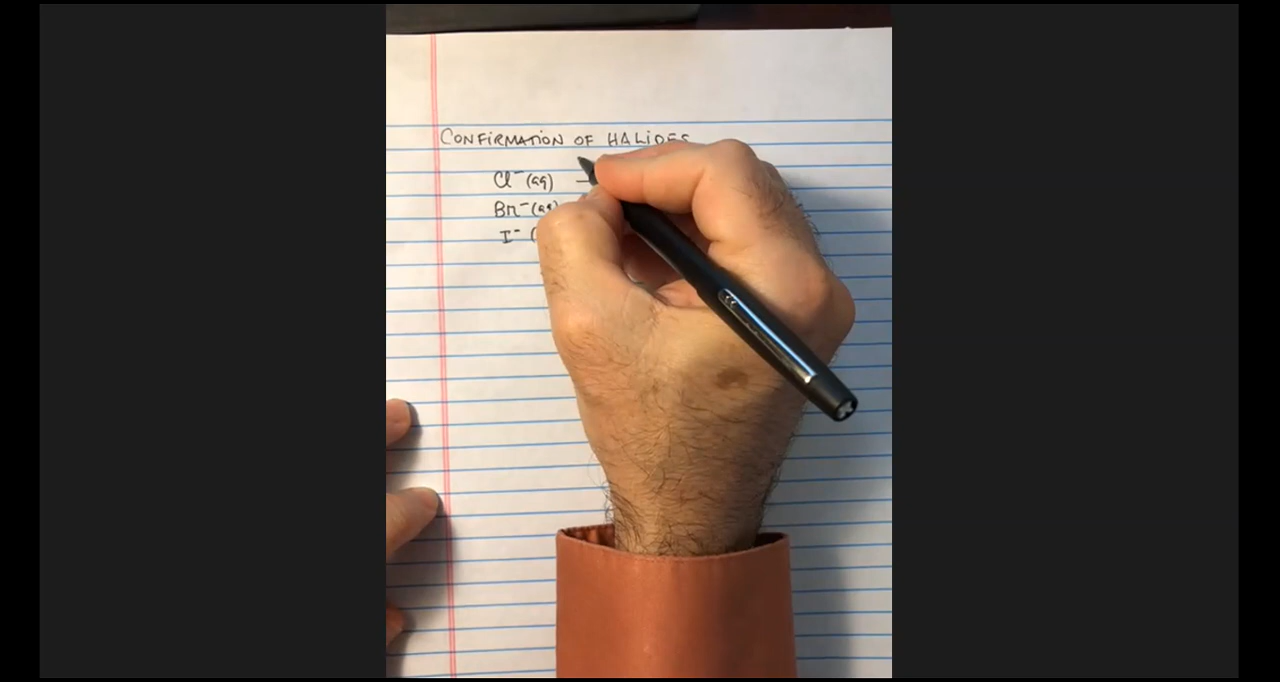 CONFIRMATION OF HALIDES
Cl⁻ (aq)
Br⁻ (aq)
I⁻ (